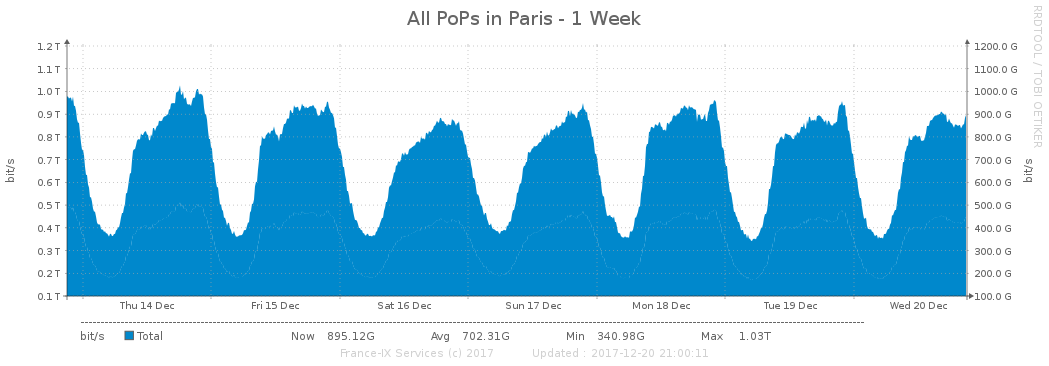 All PoPs in Paris - 1 Week
RRDTOOL / TOBI OETIKER
1.2 T 1200.0 G
1.1 T 1100.0 G
1.0 T 1000.0 G
0.9 T 900.0 G
0.8 T 800.0 G
0.7 T 700.0 G
0.6 T 600.0 G
0.5 T 500.0 G
0.4 T 400.0 G
0.3 T 300.0 G
0.2 T 200.0 G
0.1 T 100.0 G
bit/s
bit/s
Thu 14 Dec Fri 15 Dec Sat 16 Dec Sun 17 Dec Mon 18 Dec Tue 19 Dec Wed 20 Dec
bit/s Total Now 895.12G Avg 702.31G Min 340.98G Max 1.03T
France-IX Services (c) 2017 Updated : 2017-12-20 21:00:11